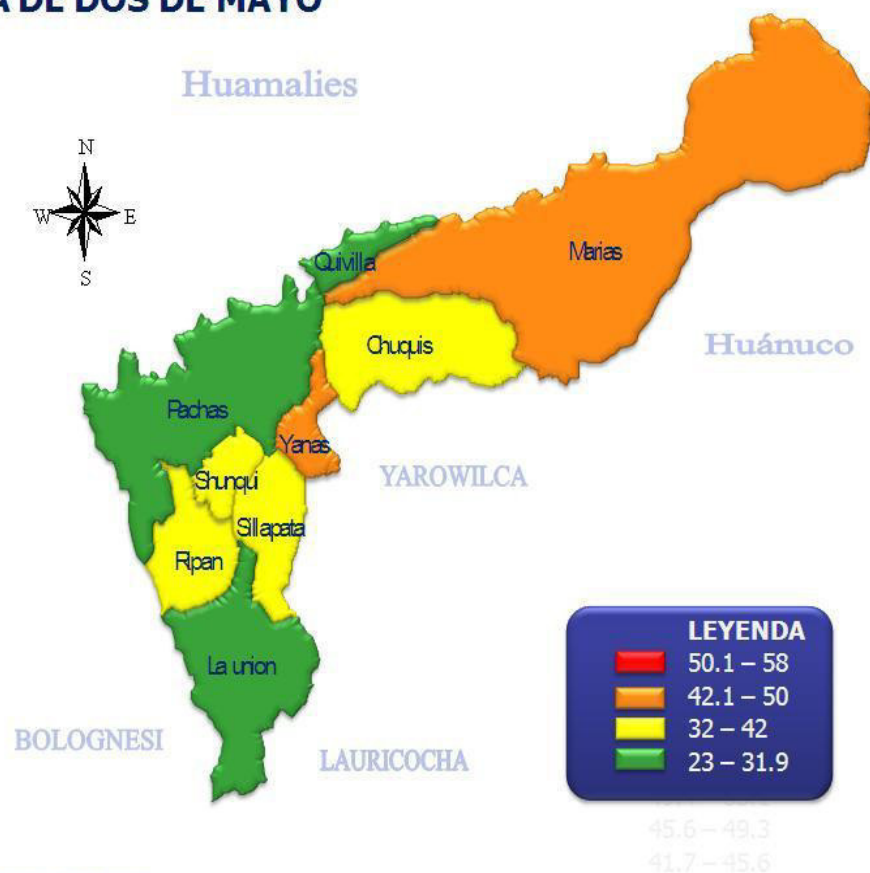 A DE DOS DE MAYO
Huamalies
N
W E
S
Quivilla
Marias
Chuquis
Huánuco
Pachas
Yanas
YAROWILCA
Shunqui
Sillapata
Ripan
LEYENDA
50.1 – 58
42.1 – 50
32 – 42
23 – 31.9
La union
BOLOGNESI
LAURICOCHA
45.6 – 49.3
41.7 – 45.6